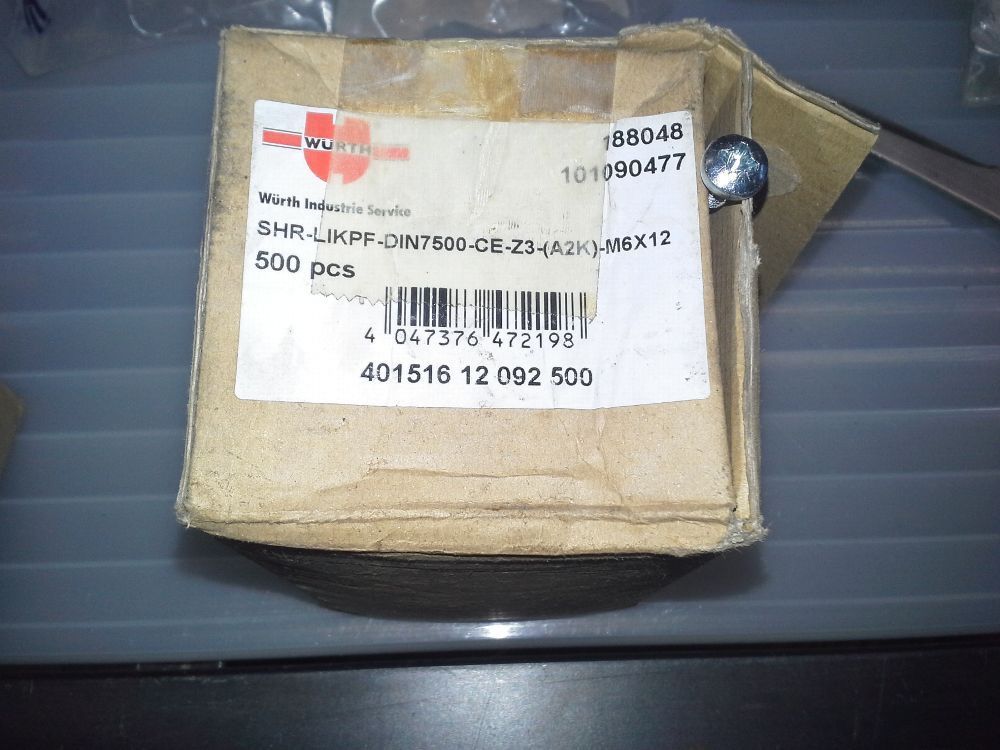 WÜRTH
188048
101090477
Würth Industrie Service
SHR-LIKPF-DIN7500-CE-Z3-(A2K)-M6X12
500 pcs
4 047376 472198
401516 12 092 500